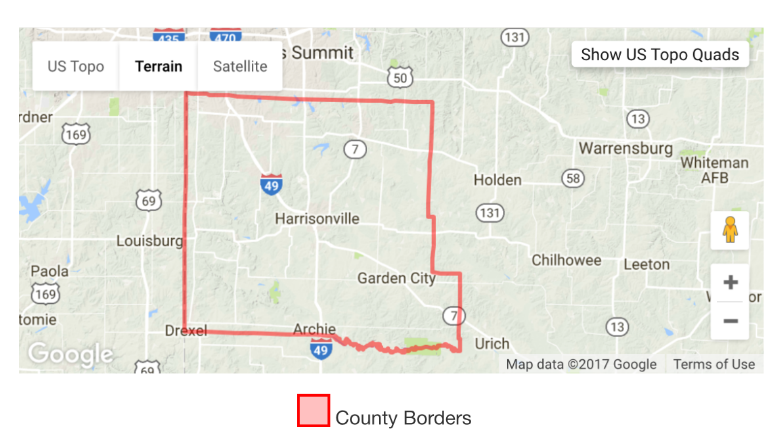 435
470
131
s Summit
Show US Topo Quads
US Topo
Terrain
Satellite
50
rdner
13
169
7
Warrensburg
Whiteman
AFB
Holden
58
49
69
131
Harrisonville
Louisburg
Chilhowee
Leeton
Paola
Garden City
169
+
or
tomie
7
13
−
Drexel
Archie
Urich
49
Google
69
Map data ©2017 Google
Terms of Use
County Borders